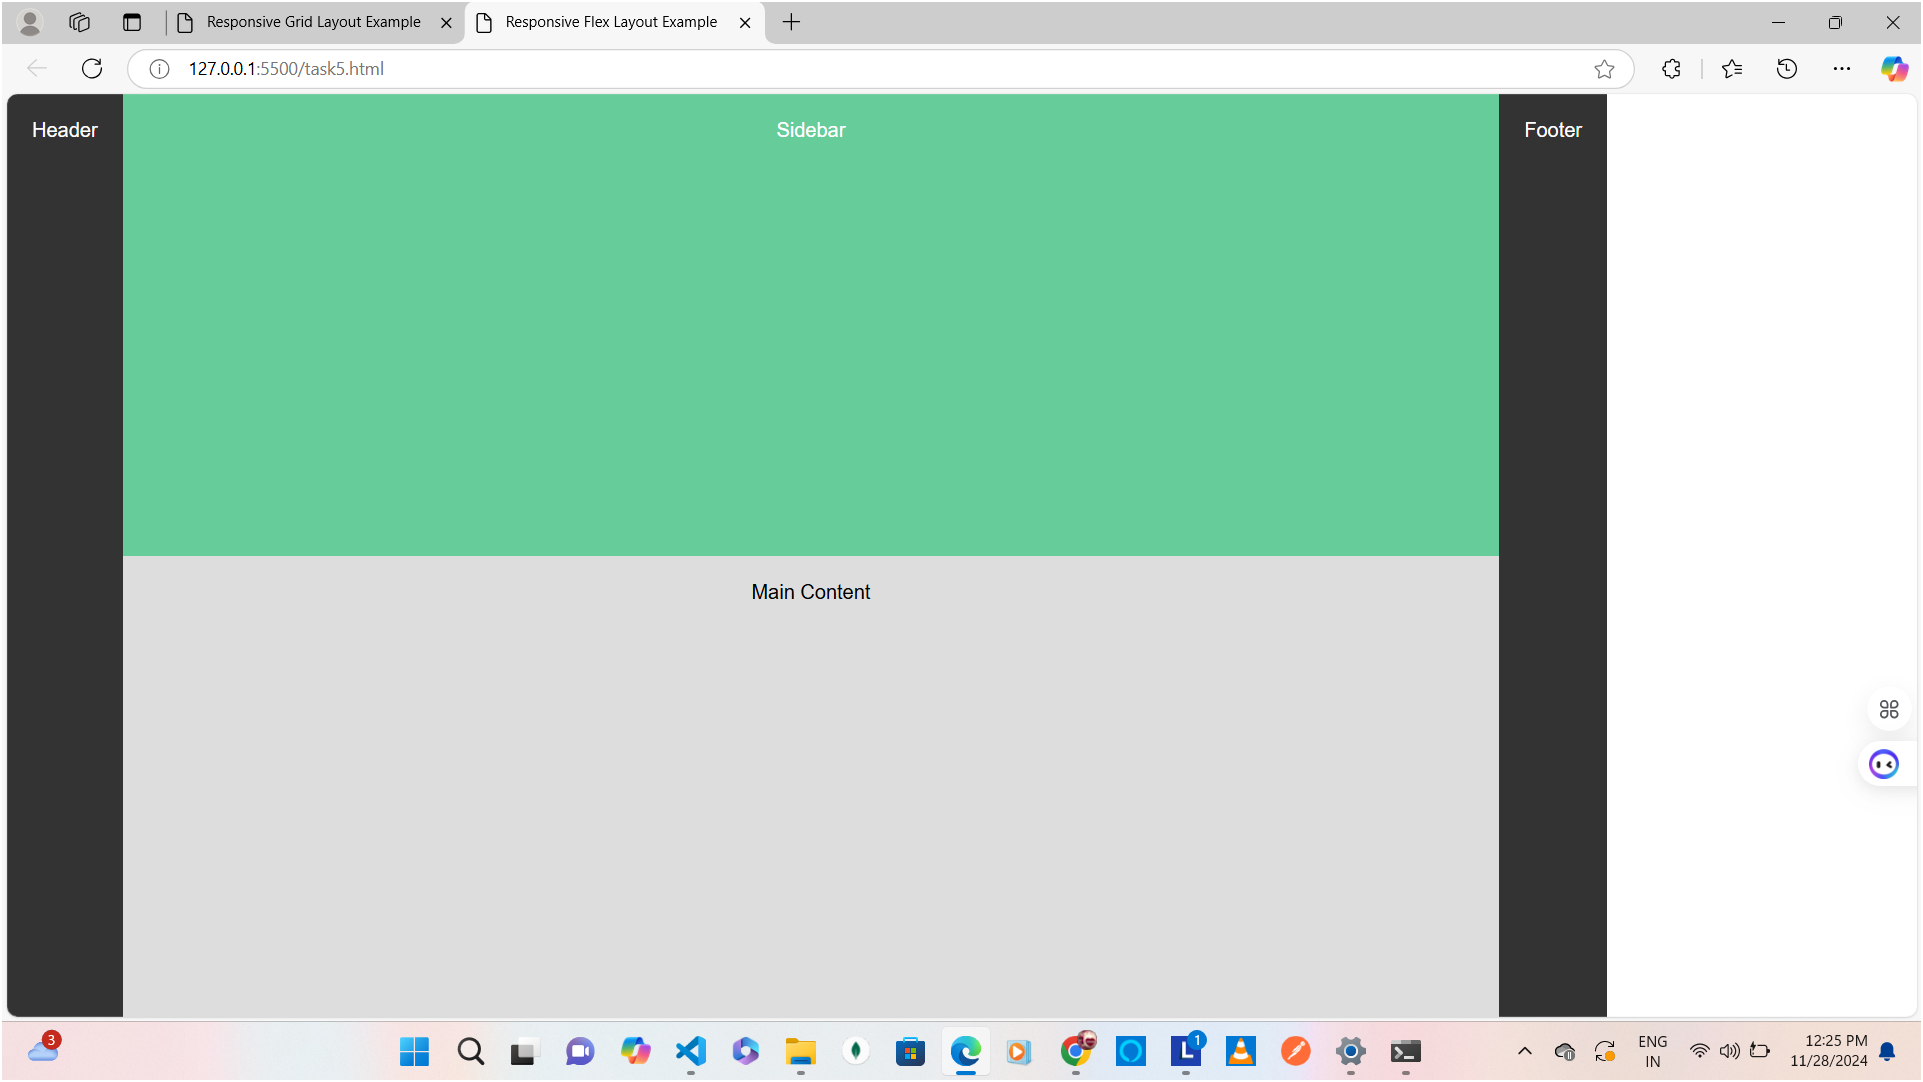 Responsive Grid Layout Example
Responsive Flex Layout Example
127.0.0.1:5500/task5.html
Header
Sidebar
Footer
Main Content
3
L
1
ENG
IN
12:25 PM
11/28/2024